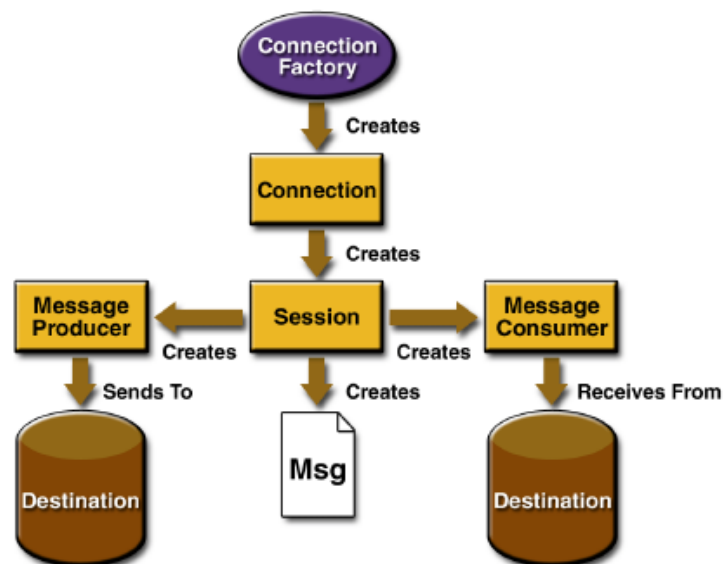 Connection
Factory
Creates
Connection
Creates
Message
Producer
Session
Message
Consumer
Creates
Creates
Sends To
Creates
Receives From
Msg
Destination
Destination